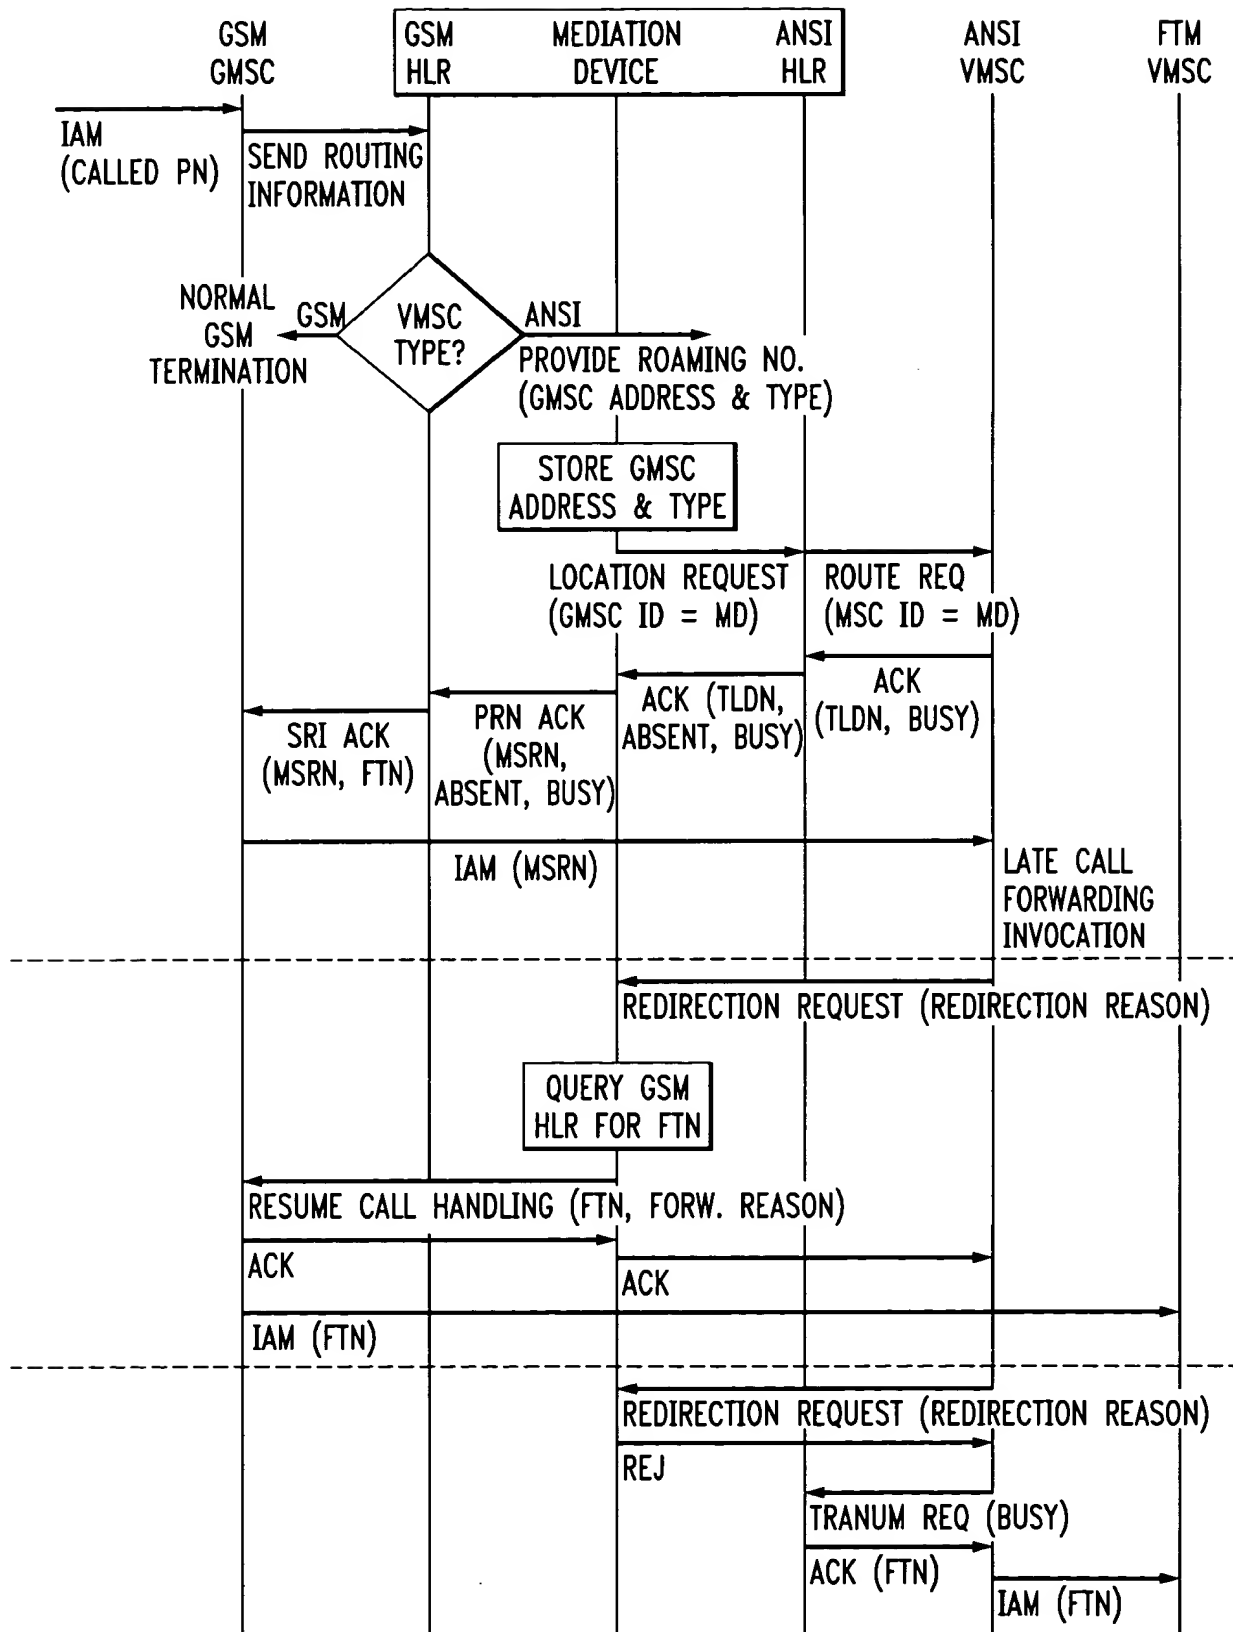 GSM
GMSC
GSM
HLR
MEDIATION
DEVICE
ANSI
HLR
ANSI
VMSC
FTM
VMSC
IAM
(CALLED PN)
SEND ROUTING
INFORMATION
NORMAL
GSM
TERMINATION
GSM
VMSC
TYPE?
ANSI
PROVIDE ROAMING NO.
(GMSC ADDRESS & TYPE)
STORE GMSC
ADDRESS & TYPE
LOCATION REQUEST
(GMSC ID = MD)
ROUTE REQ
(MSC ID = MD)
ACK
(TLDN, BUSY)
ACK (TLDN,
ABSENT, BUSY)
PRN ACK
(MSRN,
ABSENT, BUSY)
SRI ACK
(MSRN, FTN)
IAM (MSRN)
LATE CALL
FORWARDING
INVOCATION
REDIRECTION REQUEST (REDIRECTION REASON)
QUERY GSM
HLR FOR FTN
RESUME CALL HANDLING (FTN, FORW. REASON)
ACK
ACK
IAM (FTN)
REDIRECTION REQUEST (REDIRECTION REASON)
REJ
TRANUM REQ (BUSY)
ACK (FTN)
IAM (FTN)